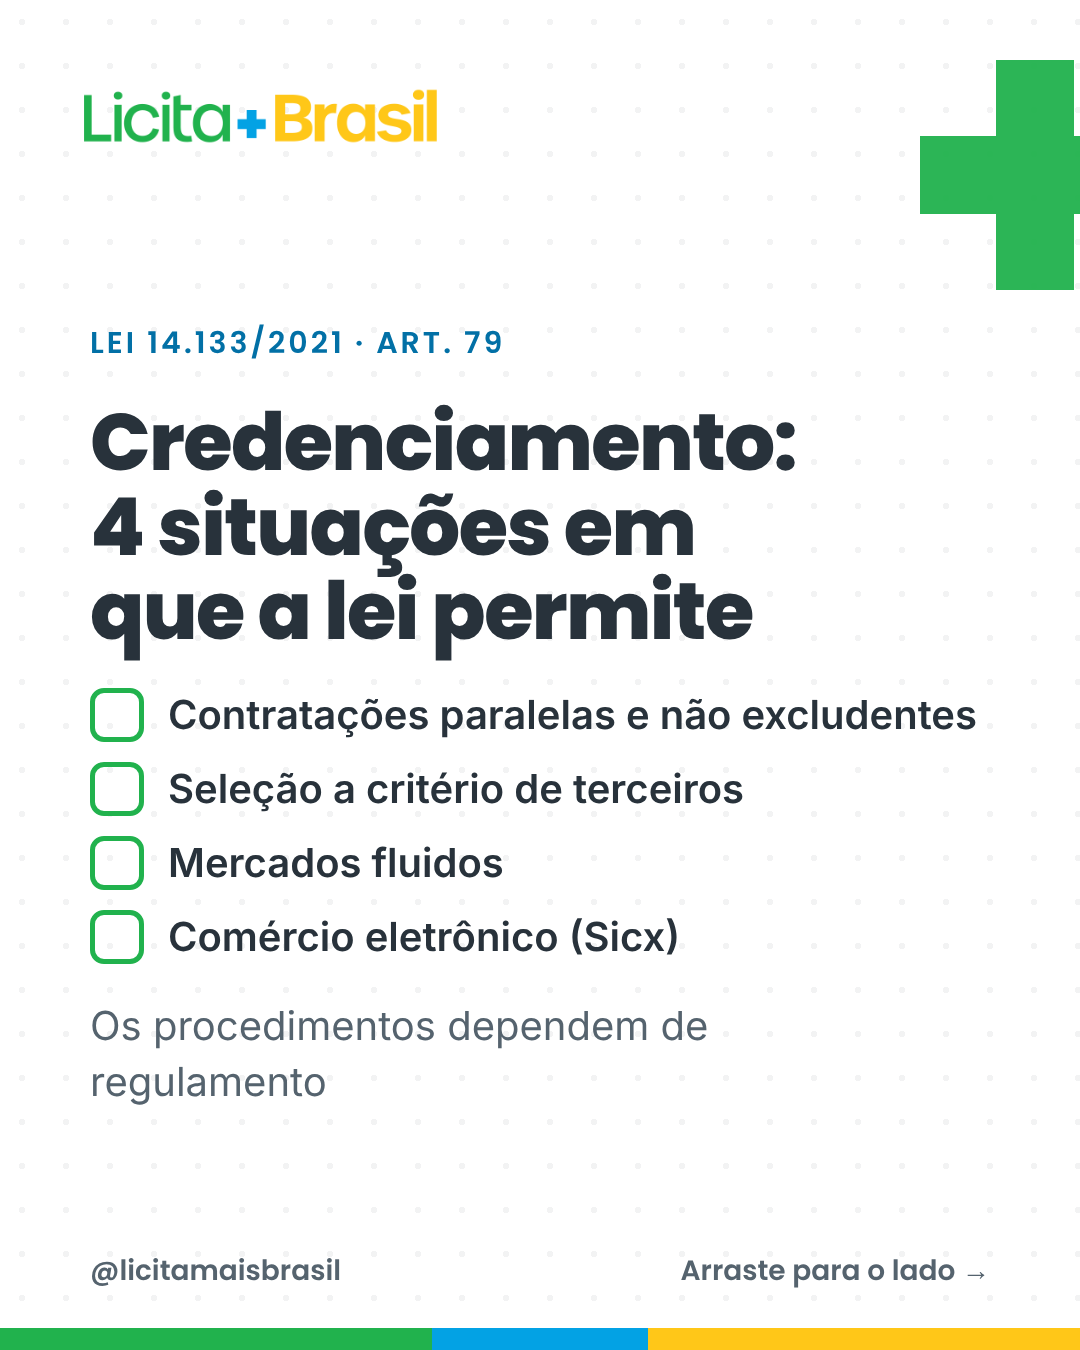 Licita+Brasil
LEI 14.133/2021 · ART. 79
Credenciamento:
4 situações em
que a lei permite
Contratações paralelas e não excludentes
Seleção a critério de terceiros
Mercados fluidos
Comércio eletrônico (Sicx)
Os procedimentos dependem de
regulamento
@licitamaisbrasil
Arraste para o lado →